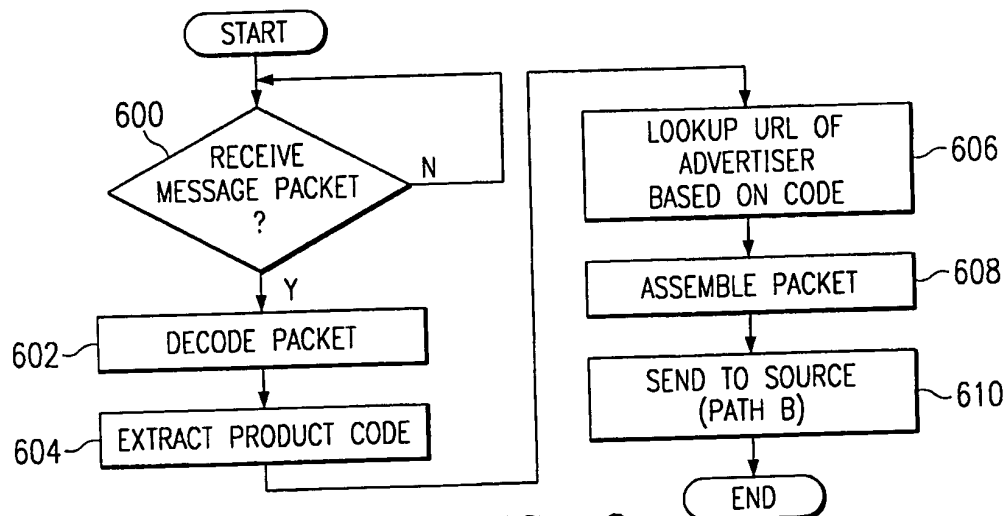 START
600
RECEIVE
MESSAGE PACKET
?
N
Y
602
DECODE PACKET
604
EXTRACT PRODUCT CODE
LOOKUP URL OF
ADVERTISER
BASED ON CODE
606
ASSEMBLE PACKET
608
SEND TO SOURCE
(PATH B)
610
END